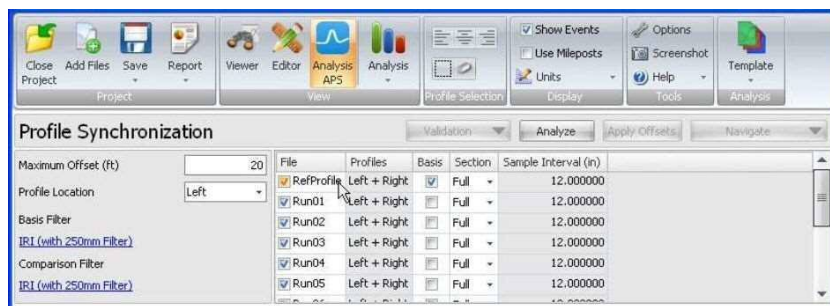 Close Project
Add Files
Save
Report
Project
Viewer
Editor
Analysis APS
Analysis
View
Profile Selection
Show Events
Use Mileposts
Units
Display
Options
Screenshot
Help
Tools
Template
Analysis
Profile Synchronization
Validation
Analyze
Apply Offsets
Navigate
Maximum Offset (ft) 20
Profile Location Left
Basis Filter
IRI (with 250mm Filter)
Comparison Filter
IRI (with 250mm Filter)
File Profiles Basis Section Sample Interval (in)
RefProfile Left + Right Full 12.000000
Run01 Left + Right Full 12.000000
Run02 Left + Right Full 12.000000
Run03 Left + Right Full 12.000000
Run04 Left + Right Full 12.000000
Run05 Left + Right Full 12.000000